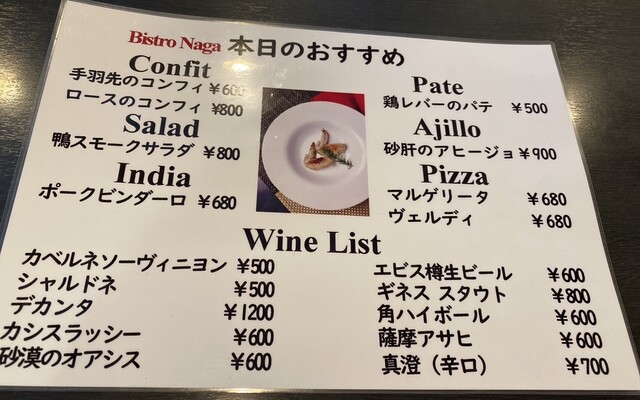 Bistro Naga 本日のおすすめ
Confit
手羽先のコンフィ ¥600
ロースのコンフィ ¥800
Salad
鴨スモークサラダ ¥800
India
ポークビンダーロ ¥680
Pate
鶏レバーのパテ ¥500
Ajillo
砂肝のアヒージョ ¥900
Pizza
マルゲリータ ¥680
ヴェルディ ¥680
Wine List
カベルネソーヴィニヨン ¥500
シャルドネ ¥500
デカンタ ¥1200
カシスラッシー ¥600
砂漠のオアシス ¥600
エビス樽生ビール ¥600
ギネス スタウト ¥800
角ハイボール ¥600
薩摩アサヒ ¥600
真澄（辛口） ¥700